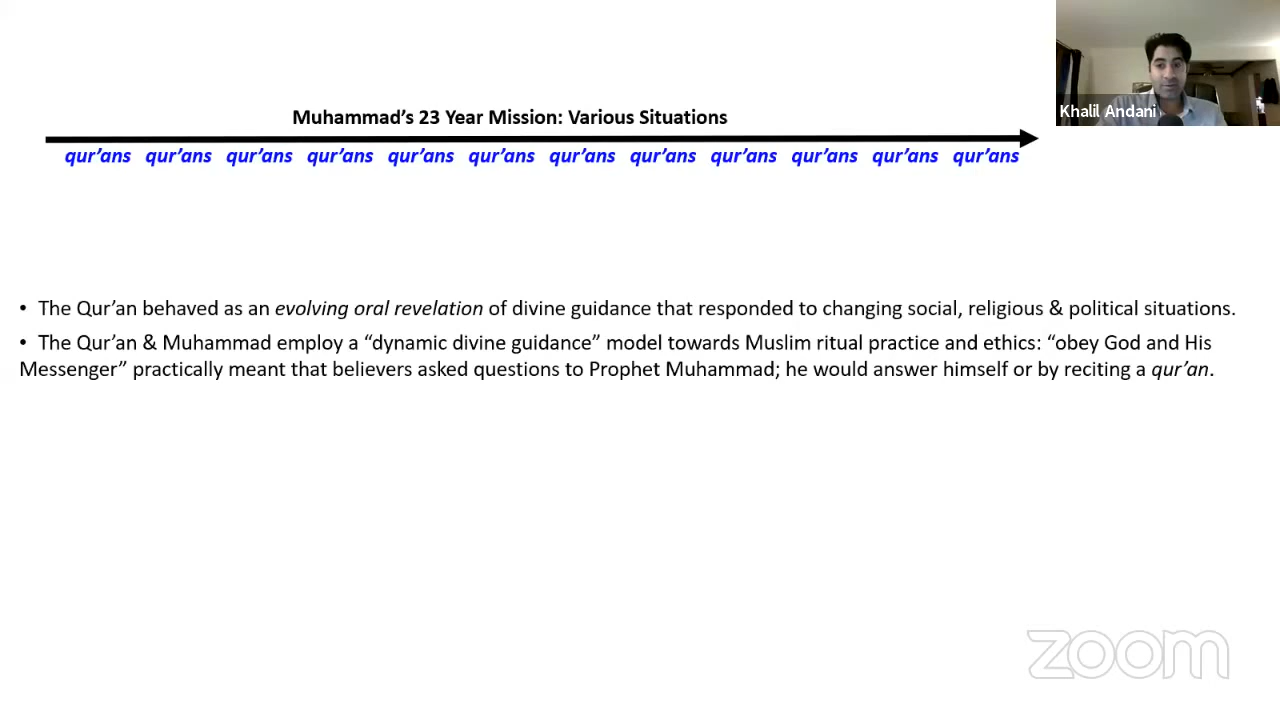 Khalil Andani
Muhammad’s 23 Year Mission: Various Situations
qur’ans qur’ans qur’ans qur’ans qur’ans qur’ans qur’ans qur’ans qur’ans qur’ans qur’ans qur’ans
• The Qur’an behaved as an evolving oral revelation of divine guidance that responded to changing social, religious & political situations.
• The Qur’an & Muhammad employ a “dynamic divine guidance” model towards Muslim ritual practice and ethics: “obey God and His
Messenger” practically meant that believers asked questions to Prophet Muhammad; he would answer himself or by reciting a qur’an.
zoom